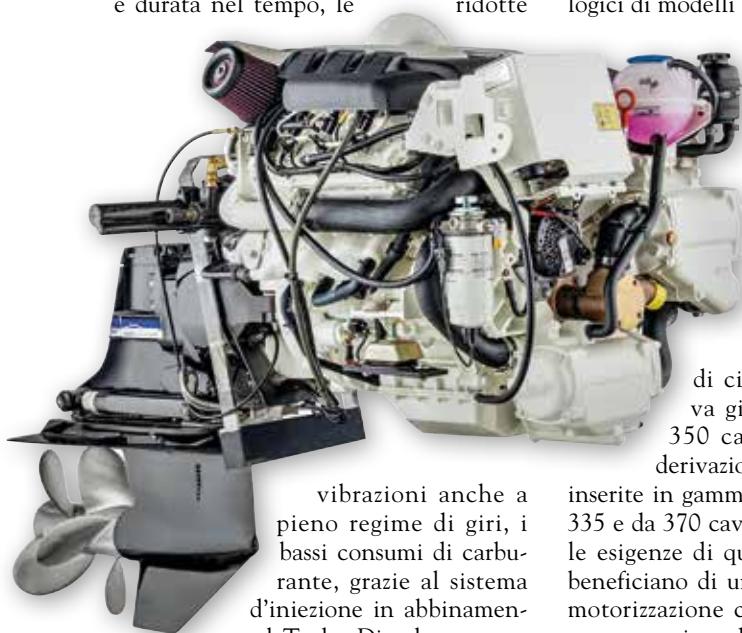 e durata nel tempo, le
ridotte
vibrazioni anche a
pieno regime di giri, i
bassi consumi di carbu-
rante, grazie al sistema
d'iniezione in abbinamen-
logici di modelli
di ci
va gi
350 ca
derivazio
inserite in gamm
335 e da 370 cav
le esigenze di qu
beneficiano di u
motorizzazione c